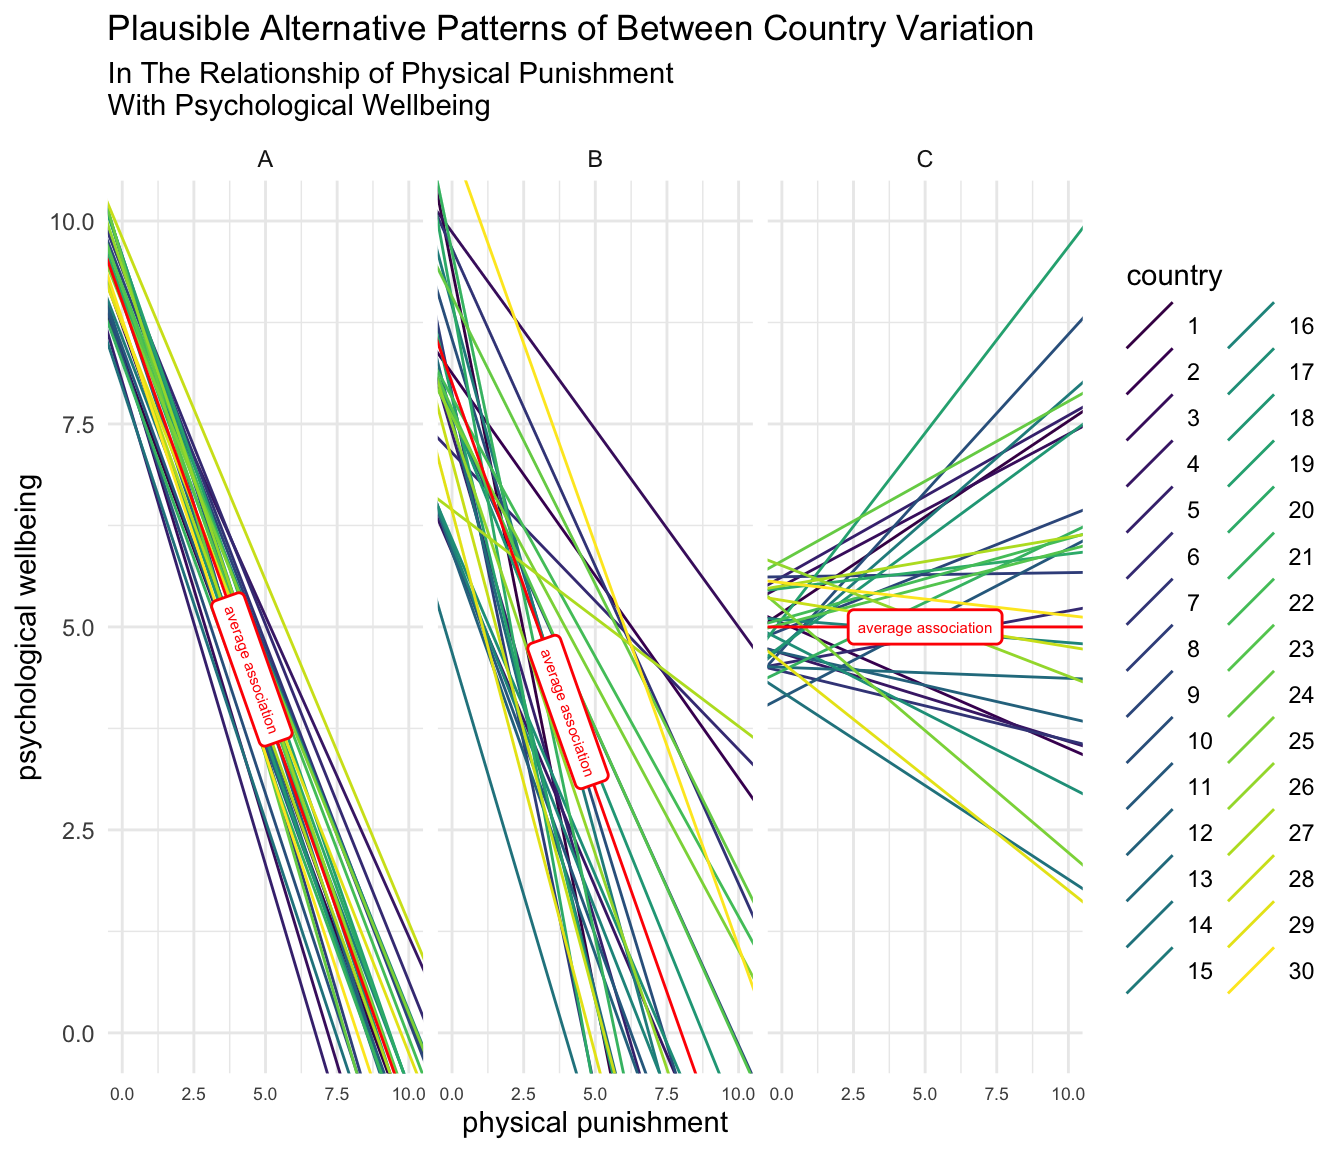 Plausible Alternative Patterns of Between Country Variation
In The Relationship of Physical Punishment
With Psychological Wellbeing
A
B
C
psychological wellbeing
10.0
7.5
5.0
2.5
0.0
average association
average association
average association
0.0 2.5 5.0 7.5 10.0
0.0 2.5 5.0 7.5 10.0
0.0 2.5 5.0 7.5 10.0
physical punishment
country
1 16
2 17
3 18
4 19
5 20
6 21
7 22
8 23
9 24
10 25
11 26
12 27
13 28
14 29
15 30